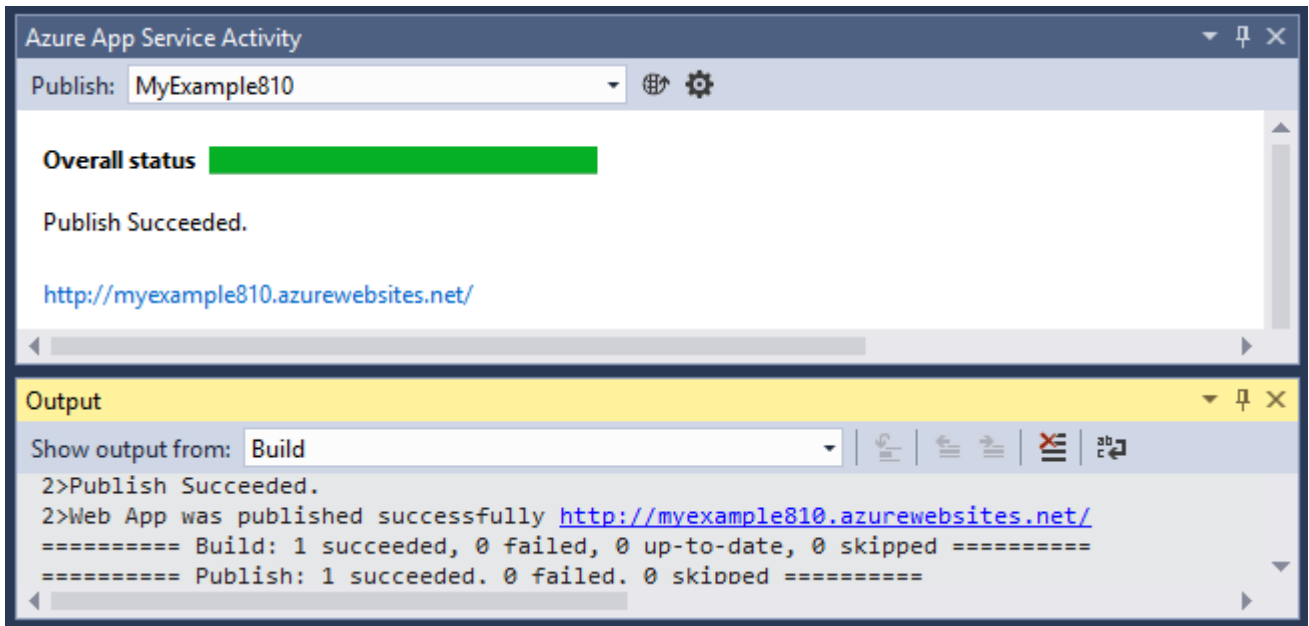 Azure App Service Activity
Publish: MyExample810
Overall status
Publish Succeeded.
http://myexample810.azurewebsites.net/
Output
Show output from: Build
2>Publish Succeeded.
2>Web App was published successfully http://myexample810.azurewebsites.net/
========== Build: 1 succeeded, 0 failed, 0 up-to-date, 0 skipped ==========
========== Publish: 1 succeeded, 0 failed, 0 skipped ==========